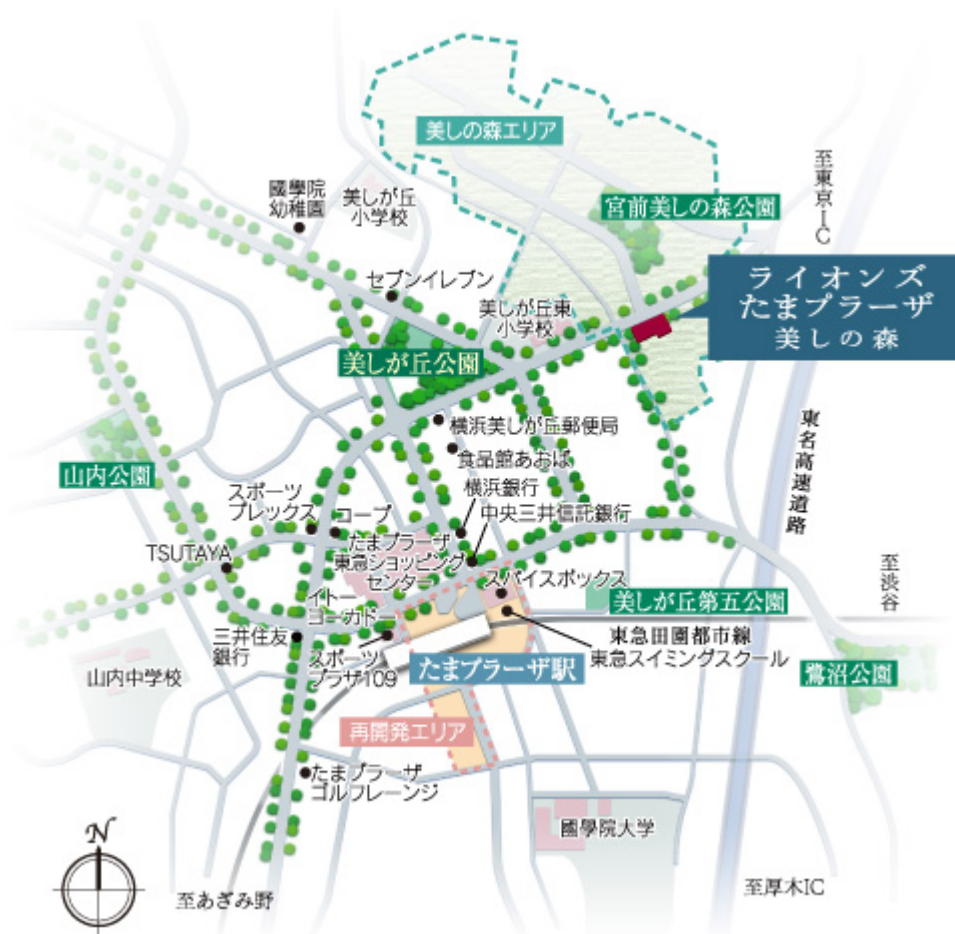 美しの森エリア
至東京IC
國學院
幼稚園
美しが丘
小学校
宮前美しの森公園
ライオンズ
たまプラーザ
美しの森
セブンイレブン
美しが丘東
小学校
美しが丘公園
東名高速道路
横浜美しが丘郵便局
食品館あおば
山内公園
横浜銀行
スポーツ
プレックス
コープ
中央三井信託銀行
たまプラーザ
東急ショッピング
センター
TSUTAYA
スパイスボックス
至渋谷
イトー
ヨーカドー
美しが丘第五公園
三井住友
銀行
東急田園都市線
スポーツ
プラザ109
東急スイミングスクール
たまプラーザ駅
山内中学校
鷺沼公園
再開発エリア
たまプラーザ
ゴルフレーンジ
國學院大学
N
至あざみ野
至厚木IC